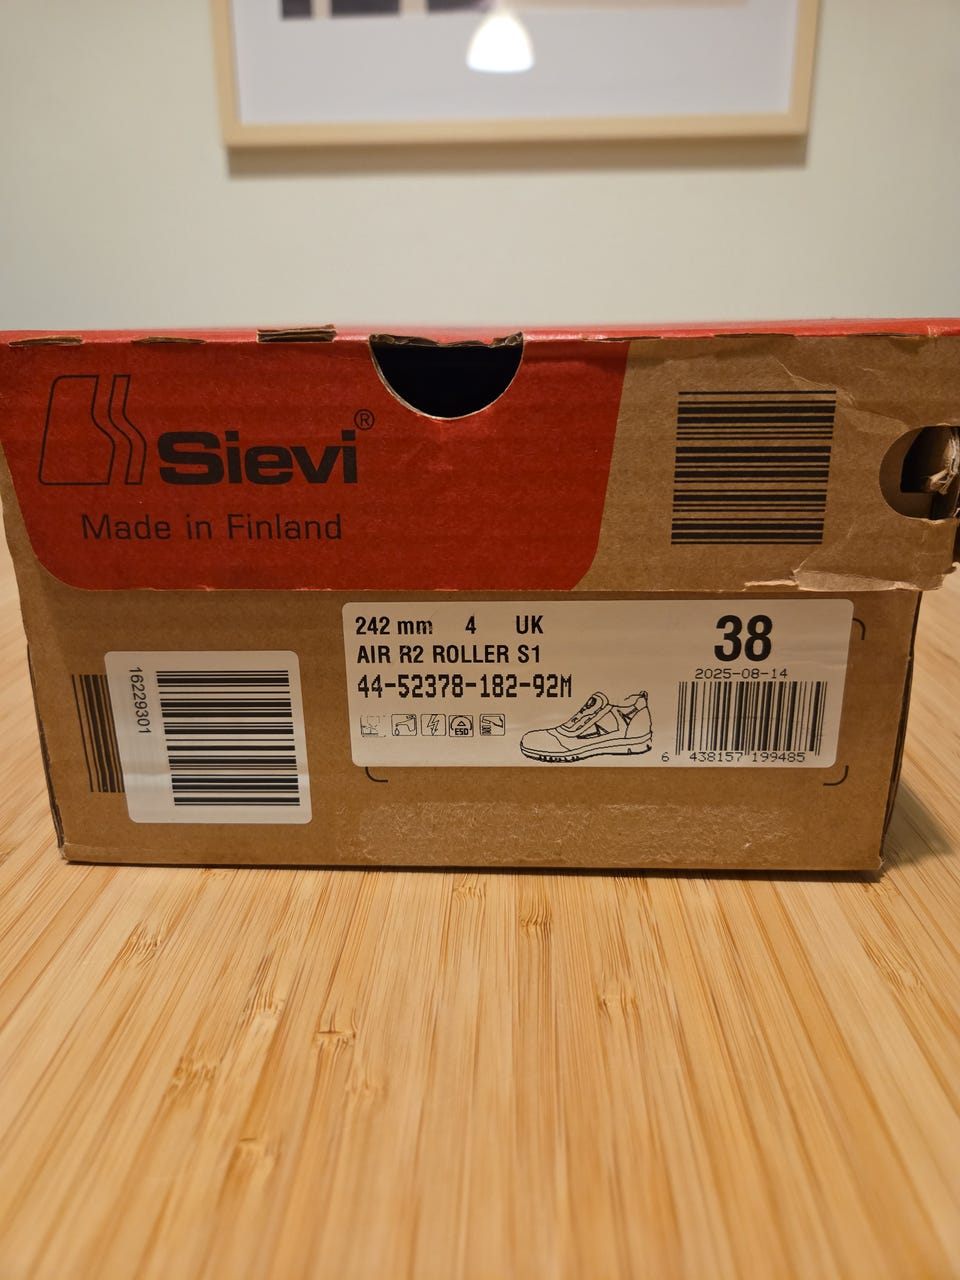 Sievi®
Made in Finland
242 mm 4 UK
38
AIR R2 ROLLER S1
2025-08-14
44-52378-182-92M
ESD
6 438157 199485
16229301